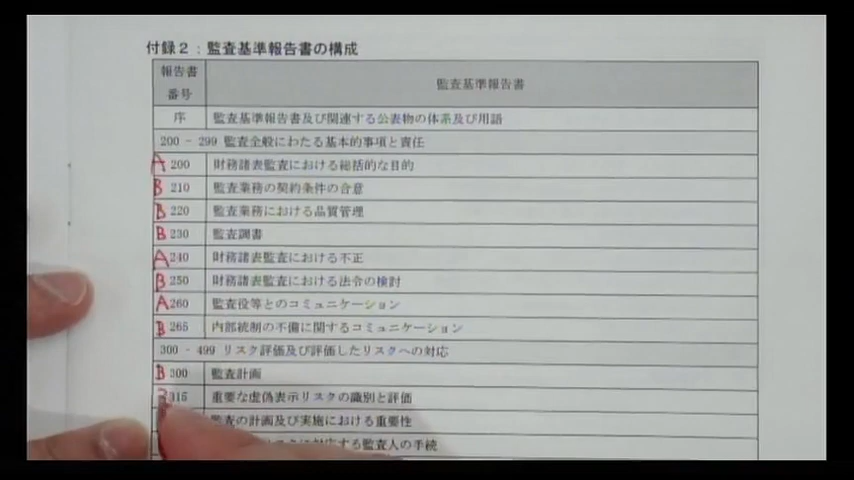 付録２：監査基準報告書の構成
報告書番号 監査基準報告書
序 監査基準報告書及び関連する公表物の体系及び用語
200 - 299 監査全般にわたる基本的事項と責任
A 200 財務諸表監査における総括的な目的
B 210 監査業務の契約条件の合意
B 220 監査業務における品質管理
B 230 監査調書
A 240 財務諸表監査における不正
B 250 財務諸表監査における法令の検討
A 260 監査役等とのコミュニケーション
B 265 内部統制の不備に関するコミュニケーション
300 - 499 リスク評価及び評価したリスクへの対応
B 300 監査計画
315 重要な虚偽表示リスクの識別と評価
監査の計画及び実施における重要性
対応する監査人の手続